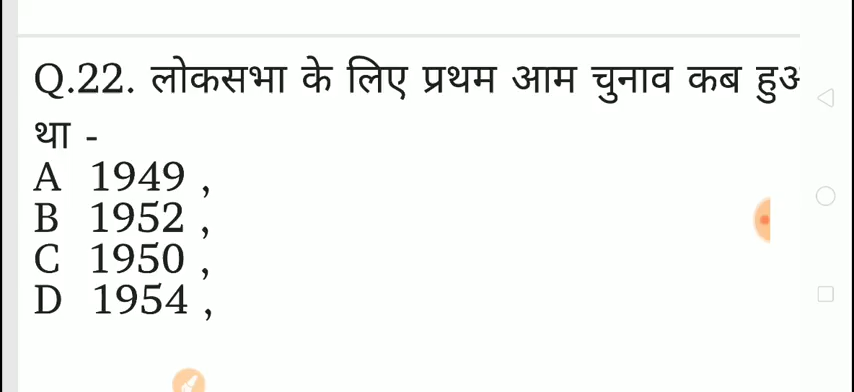 Q.22. लोकसभा के लिए प्रथम आम चुनाव कब हुअ
था -
A 1949 ,
B 1952 ,
C 1950 ,
D 1954 ,